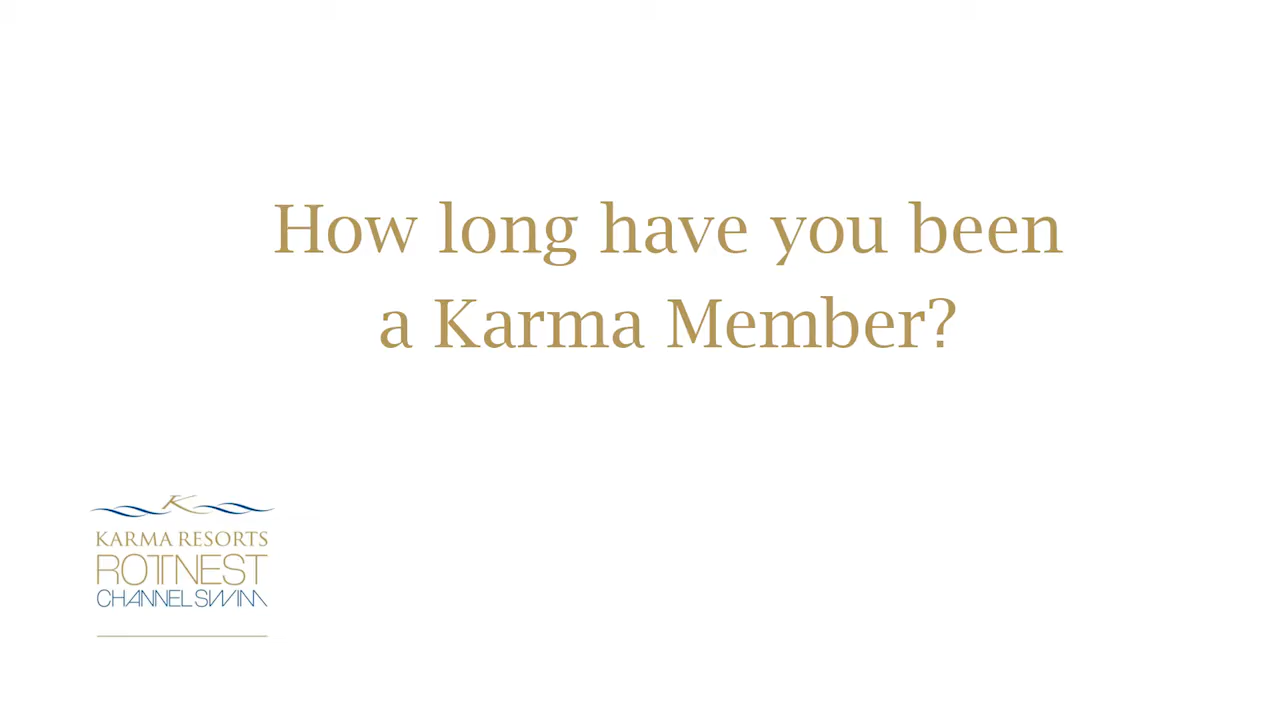 How long have you been
a Karma Member?
K
KARMA RESORTS
ROTTNEST
CHANNEL SWIM